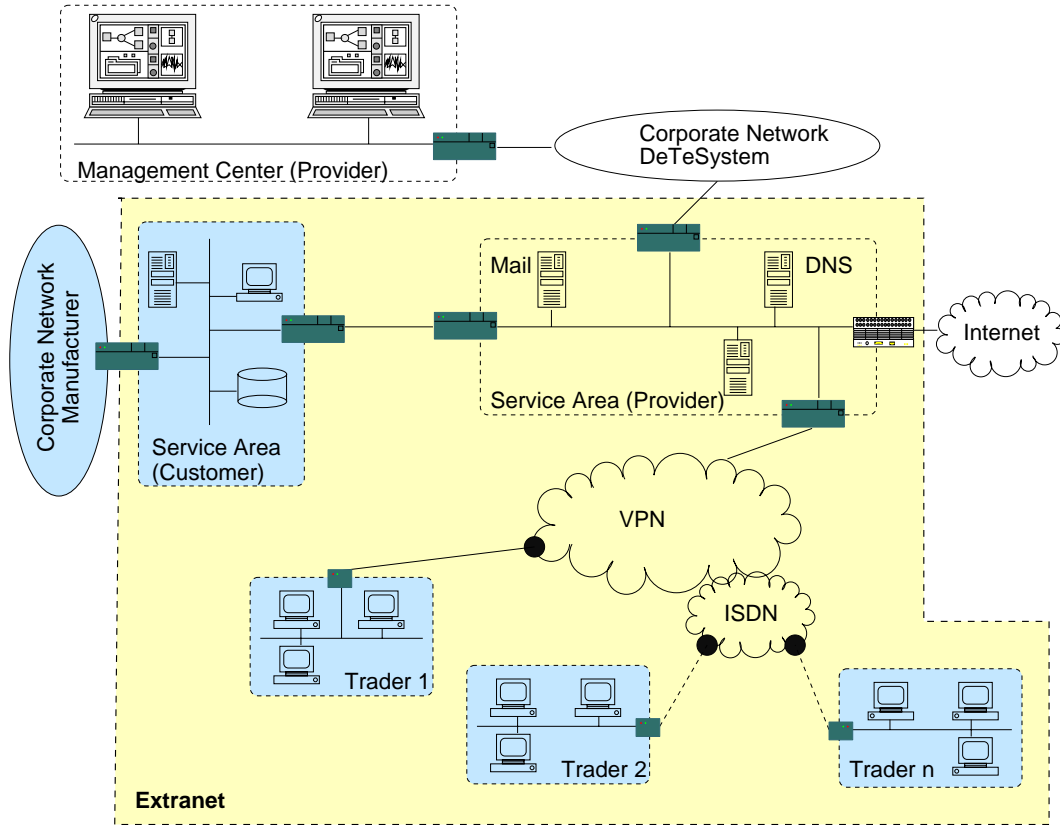 Corporate Network
DeTeSystem
Management Center (Provider)
Corporate Network
Manufacturer
Mail
DNS
Internet
Service Area (Provider)
Service Area
(Customer)
VPN
ISDN
Trader 1
Trader 2
Trader n
Extranet